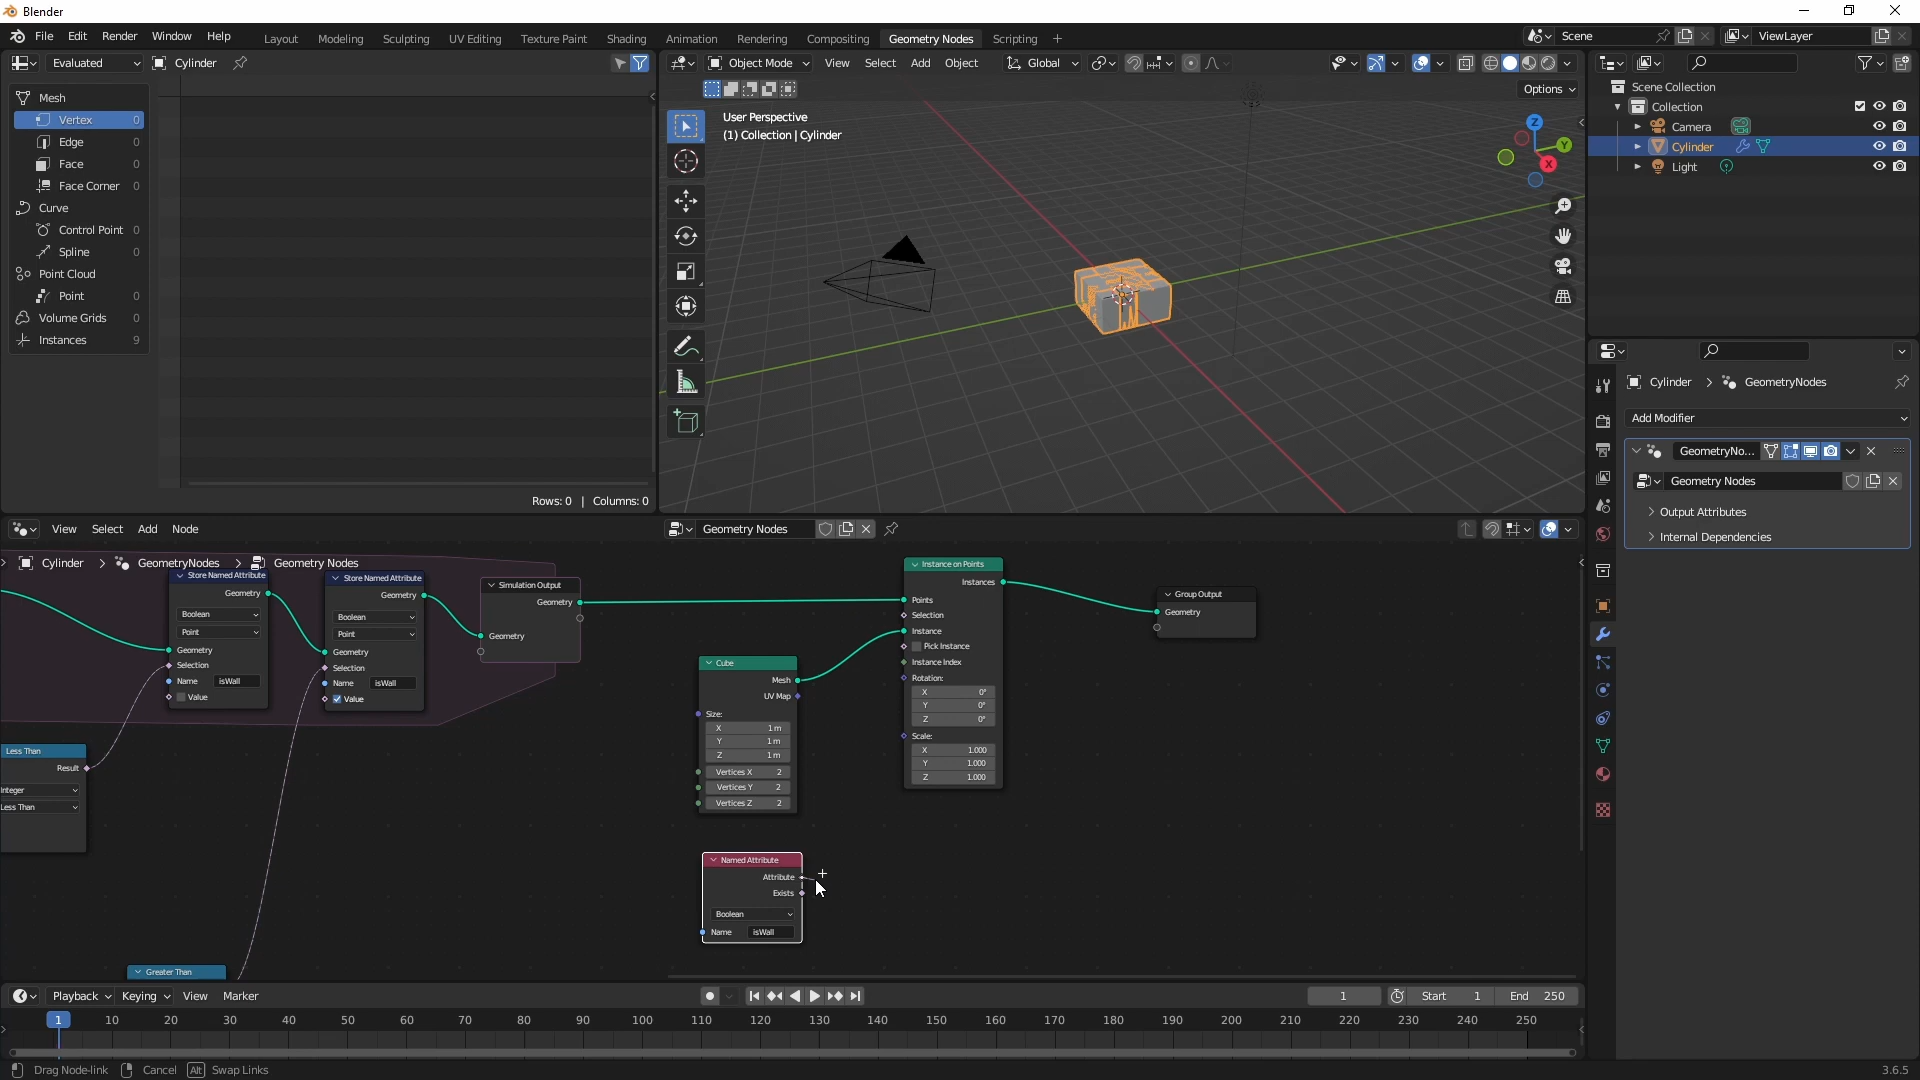 Blender
File Edit Render Window Help
Layout Modeling Sculpting UV Editing Texture Paint Shading Animation Rendering Compositing Geometry Nodes Scripting
Scene
ViewLayer
Evaluated
Cylinder
Mesh
Vertex 0
Edge 0
Face 0
Face Corner 0
Curve
Control Point 0
Spline 0
Point Cloud
Point 0
Volume Grids 0
Instances 9
Rows: 0 | Columns: 0
Object Mode View Select Add Object Global
Options
User Perspective
(1) Collection | Cylinder
Z
Y
X
Scene Collection
Collection
Camera
Cylinder
Light
Cylinder > GeometryNodes
Add Modifier
GeometryNo...
Geometry Nodes
Output Attributes
Internal Dependencies
View Select Add Node
Geometry Nodes
Cylinder > GeometryNodes > Geometry Nodes
Store Named Attribute
Geometry
Boolean
Point
Geometry
Selection
Name isWall
Value
Store Named Attribute
Geometry
Boolean
Point
Geometry
Selection
Name isWall
Value
Simulation Output
Geometry
Geometry
Less Than
Result
Less Than
Greater Than
Cube
Mesh
UV Map
Size:
X 1 m
Y 1 m
Z 1 m
Vertices X 2
Vertices Y 2
Vertices Z 2
Named Attribute
Attribute
Exists
Boolean
Name isWall
Instance on Points
Instances
Points
Selection
Instance
Pick Instance
Instance Index
Rotation:
X 0°
Y 0°
Z 0°
Scale:
X 1.000
Y 1.000
Z 1.000
Group Output
Geometry
Playback Keying View Marker
1
Start 1
End 250
1 10 20 30 40 50 60 70 80 90 100 110 120 130 140 150 160 170 180 190 200 210 220 230 240 250
Drag Node-link Cancel Alt Swap Links
3.6.5